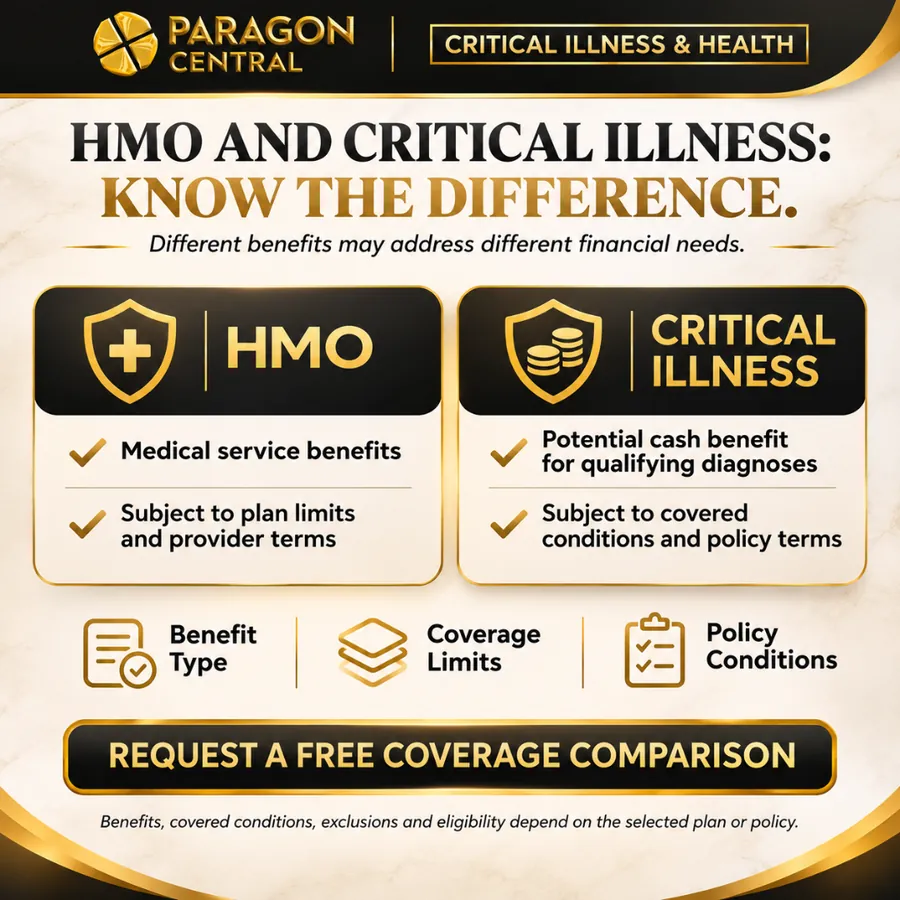 PARAGON
CENTRAL
CRITICAL ILLNESS & HEALTH
HMO AND CRITICAL ILLNESS:
KNOW THE DIFFERENCE.
Different benefits may address different financial needs.
HMO
Medical service benefits
Subject to plan limits
and provider terms
CRITICAL
ILLNESS
Potential cash benefit
for qualifying diagnoses
Subject to covered
conditions and policy terms
Benefit
Type
Coverage
Limits
Policy
Conditions
REQUEST A FREE COVERAGE COMPARISON
Benefits, covered conditions, exclusions and eligibility depend on the selected plan or policy.